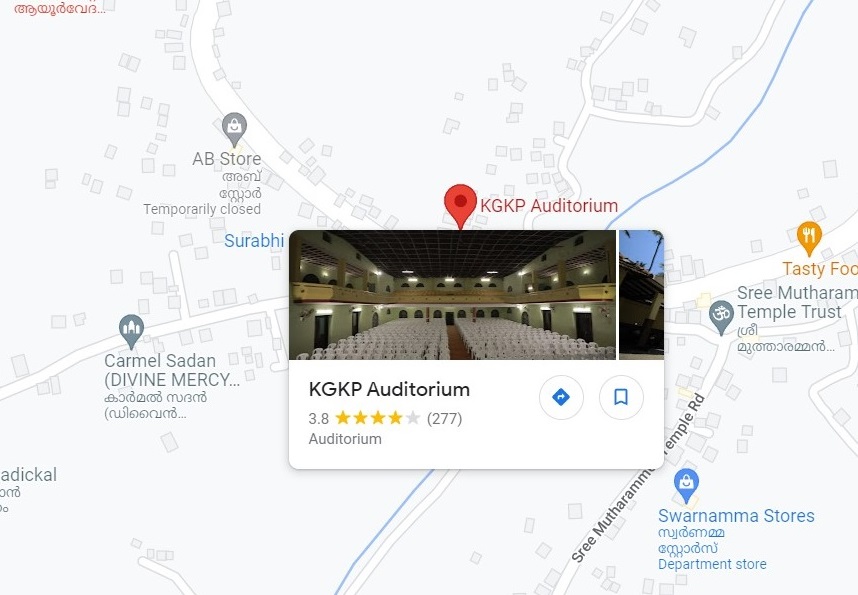 ആയൂർവേദ...
AB Store
അബ്
സ്റ്റോർ
Temporarily closed
KGKP Auditorium
Surabhi
Tasty Foo
Sree Mutharam
Temple Trust
ശ്രീ
മുത്താരമ്മൻ...
Carmel Sadan
(DIVINE MERCY...
കാർമൽ സദൻ
(ഡിവൈൻ...
KGKP Auditorium
3.8 (277)
Auditorium
Sree Mutharamm Temple Rd
adickal
ാൻ
ം
Swarnamma Stores
സ്വർണമ്മ
സ്റ്റോർസ്
Department store